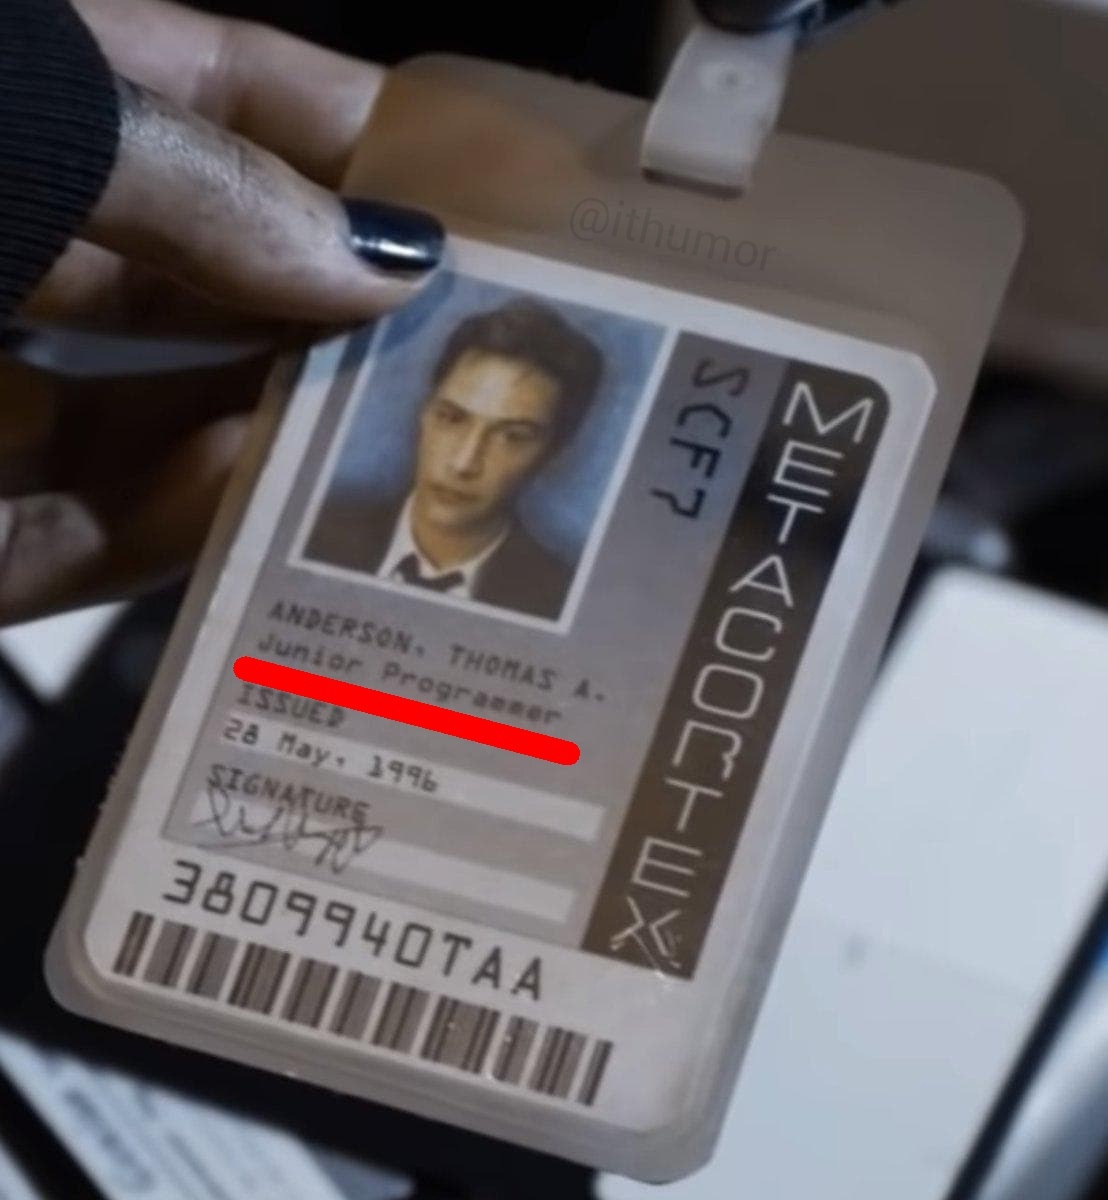 @ithumor
SCF7
METACORTEX
ANDERSON, THOMAS A.
Junior Programmer
ISSUED
28 May, 1996
SIGNATURE
3809940TAA